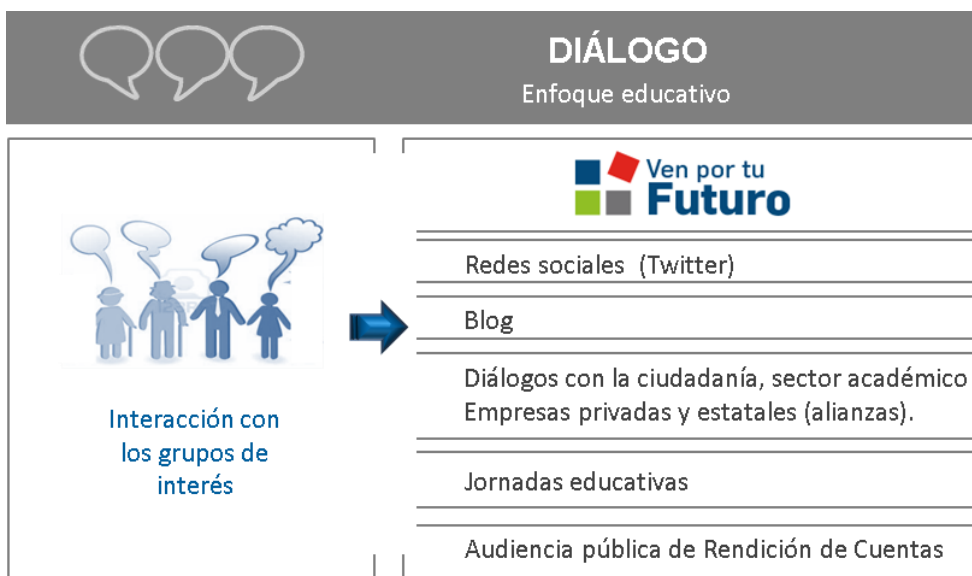 DIÁLOGO
Enfoque educativo
Ven por tu
Futuro
Redes sociales (Twitter)
Blog
Diálogos con la ciudadanía, sector académico
Empresas privadas y estatales (alianzas).
Jornadas educativas
Audiencia pública de Rendición de Cuentas
Interacción con
los grupos de
interés